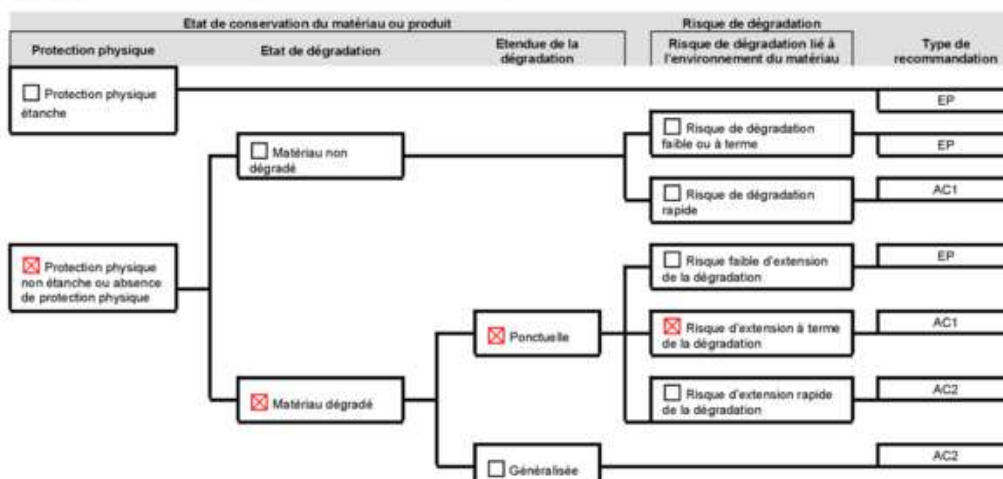 Etat de conservation du matériau ou produit
Risque de dégradation
Protection physique
Etat de dégradation
Etendue de la
dégradation
Risque de dégradation lié à
l'environnement du matériau
Type de
recommandation
Protection physique
étanche
EP
Matériau non
dégradé
Risque de dégradation
faible ou à terme
EP
Risque de dégradation
rapide
AC1
Protection physique
non étanche ou absence
de protection physique
Risque faible d'extension
de la dégradation
EP
Ponctuelle
Risque d'extension à terme
de la dégradation
AC1
Matériau dégradé
Risque d'extension rapide
de la dégradation
AC2
Généralisée
AC2